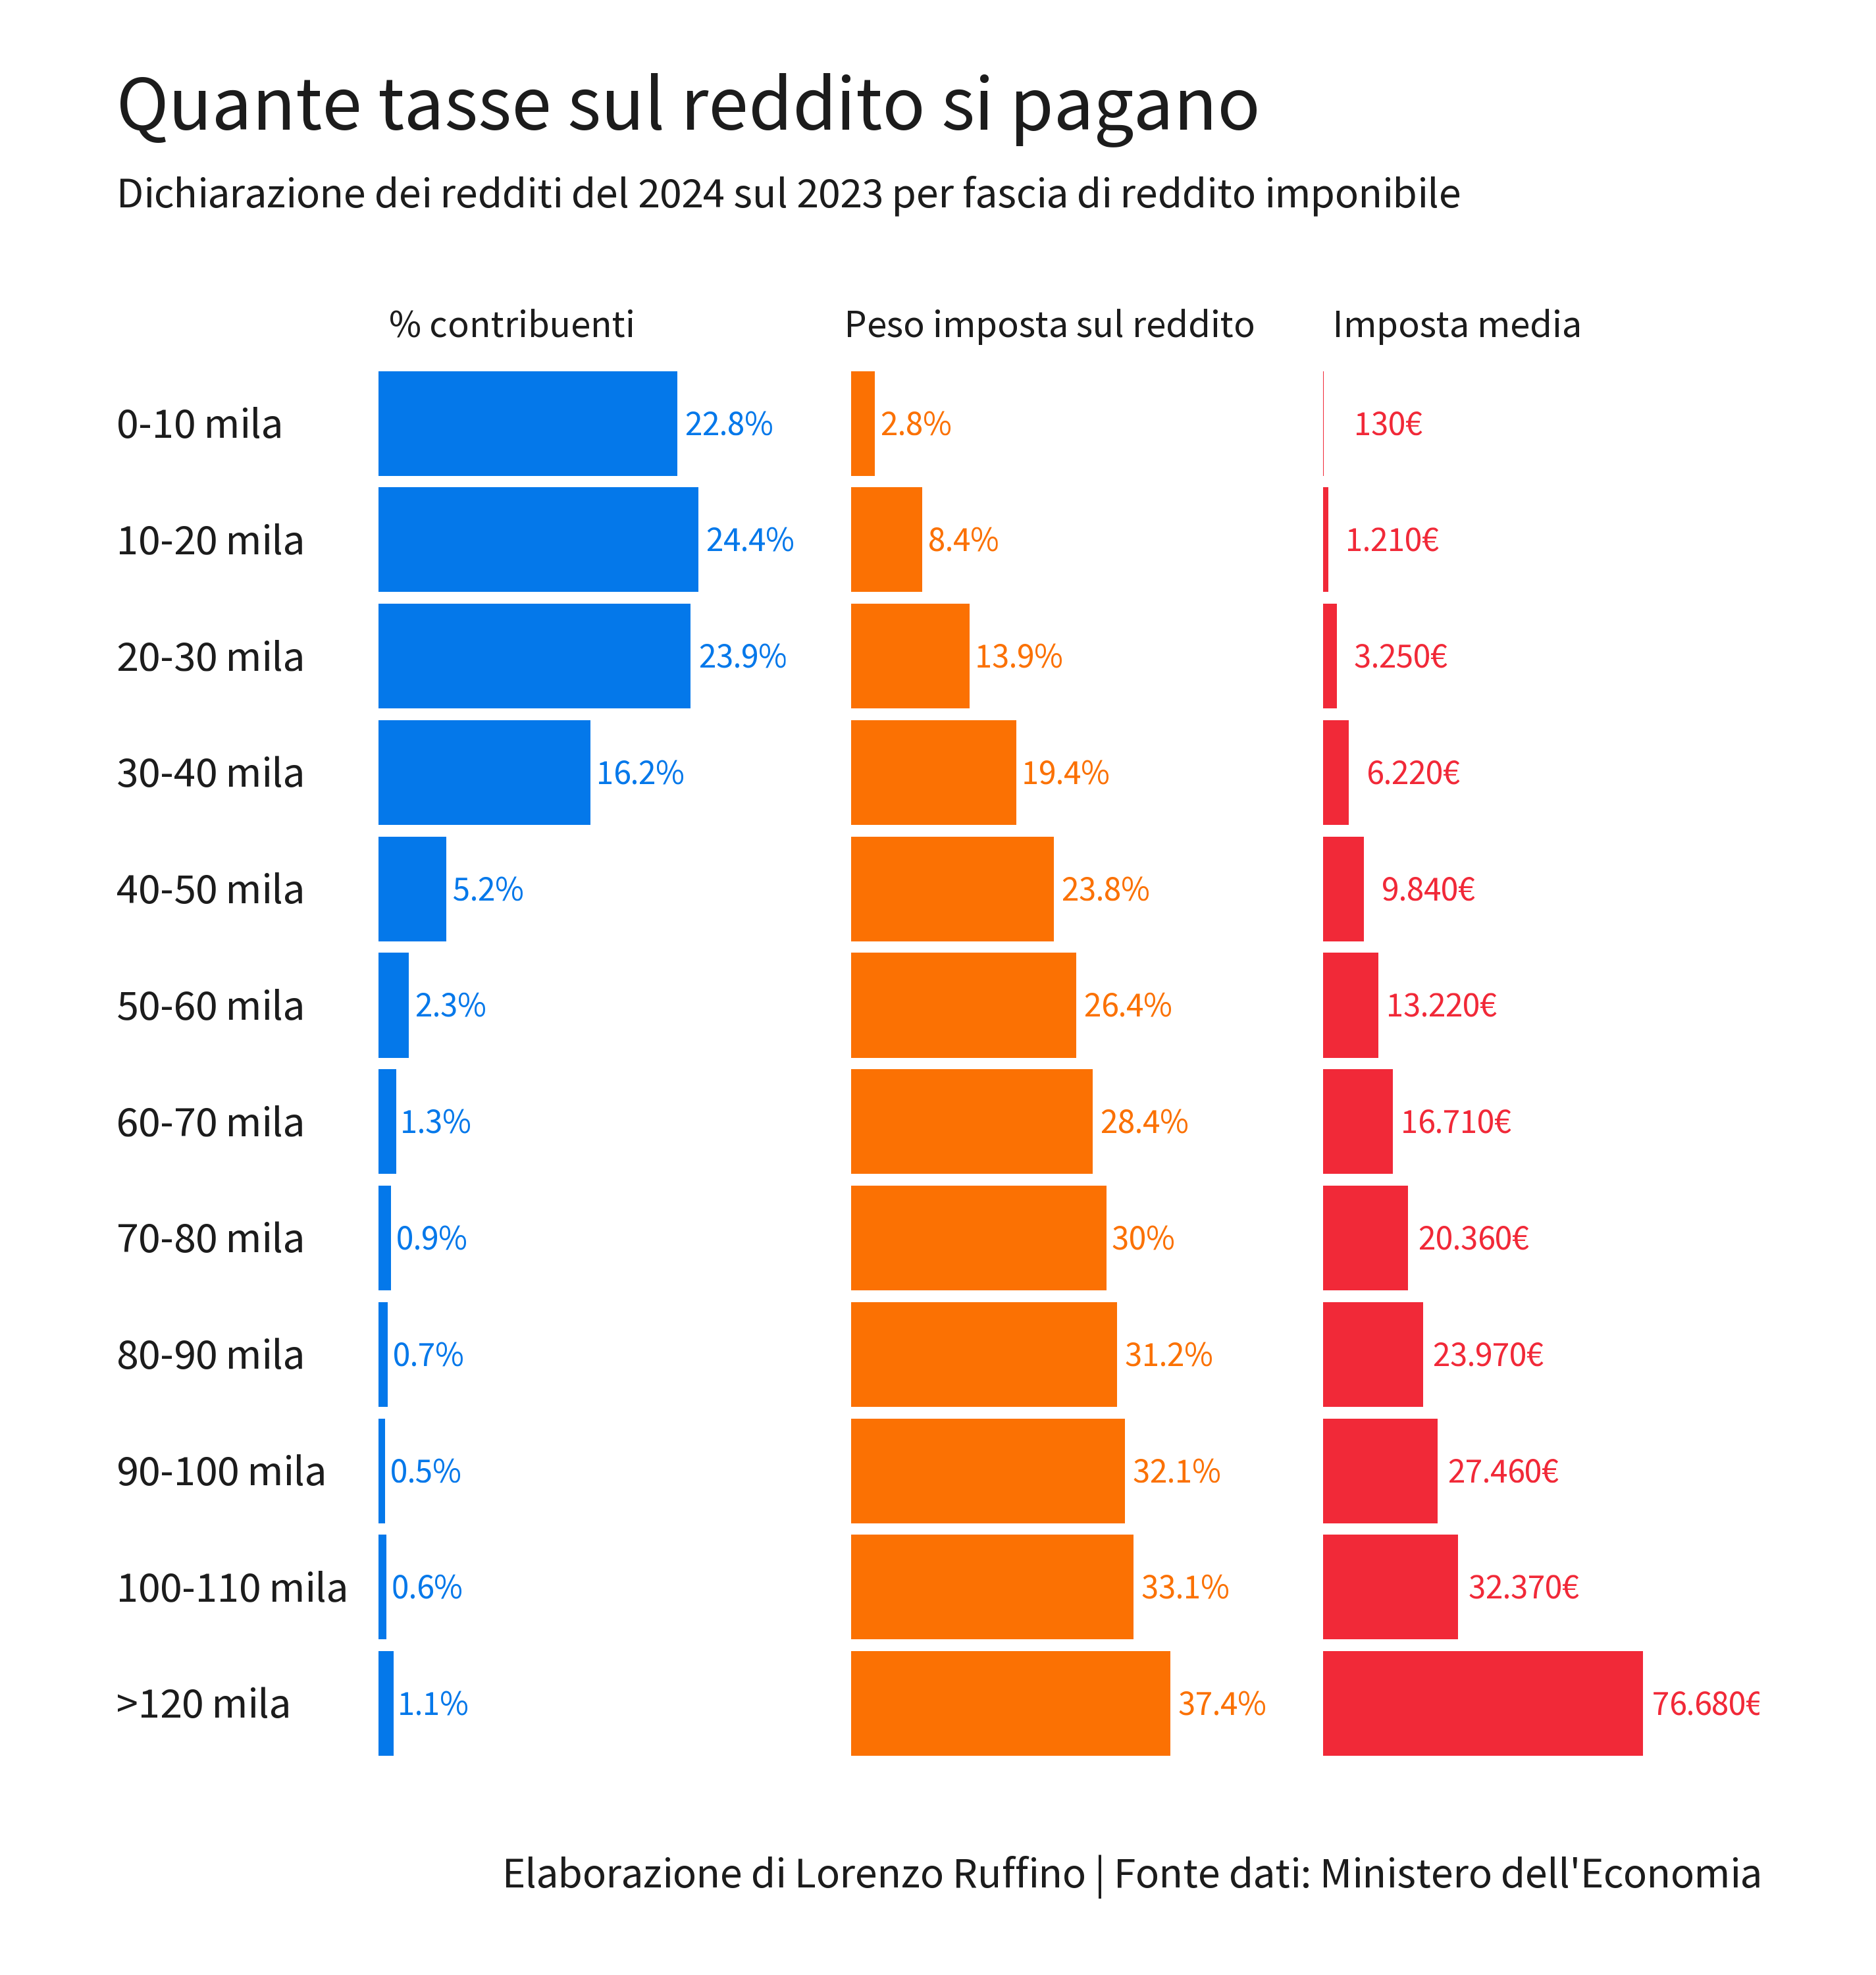 Quante tasse sul reddito si pagano
Dichiarazione dei redditi del 2024 sul 2023 per fascia di reddito imponibile
% contribuenti Peso imposta sul reddito Imposta media
0-10 mila 22.8% 2.8% 130€
10-20 mila 24.4% 8.4% 1.210€
20-30 mila 23.9% 13.9% 3.250€
30-40 mila 16.2% 19.4% 6.220€
40-50 mila 5.2% 23.8% 9.840€
50-60 mila 2.3% 26.4% 13.220€
60-70 mila 1.3% 28.4% 16.710€
70-80 mila 0.9% 30% 20.360€
80-90 mila 0.7% 31.2% 23.970€
90-100 mila 0.5% 32.1% 27.460€
100-110 mila 0.6% 33.1% 32.370€
>120 mila 1.1% 37.4% 76.680€
Elaborazione di Lorenzo Ruffino | Fonte dati: Ministero dell'Economia